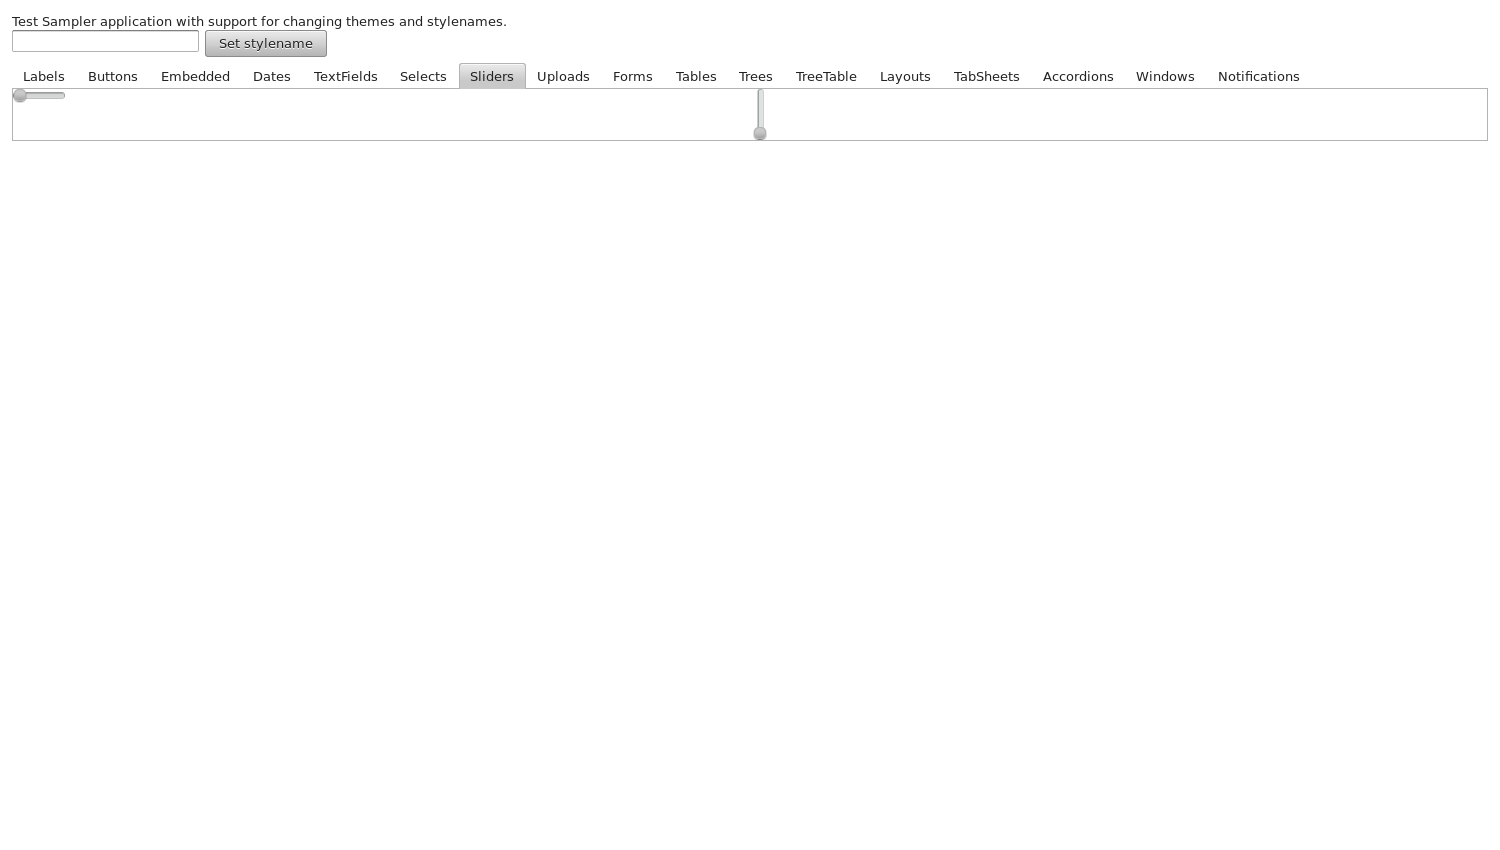 Test Sampler application with support for changing themes and stylenames.
Set stylename
Labels Buttons Embedded Dates TextFields Selects Sliders Uploads Forms Tables Trees TreeTable Layouts TabSheets Accordions Windows Notifications